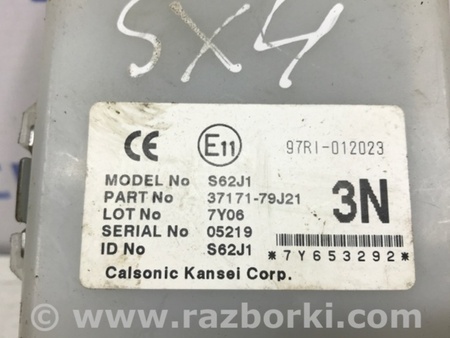 SX4
CE E11 97RI-012023
MODEL No S62J1
PART No 37171-79J21
LOT No 7Y06
SERIAL No 05219
ID No S62J1
3N
*7Y653292*
Calsonic Kansei Corp.
© www.razborki.com